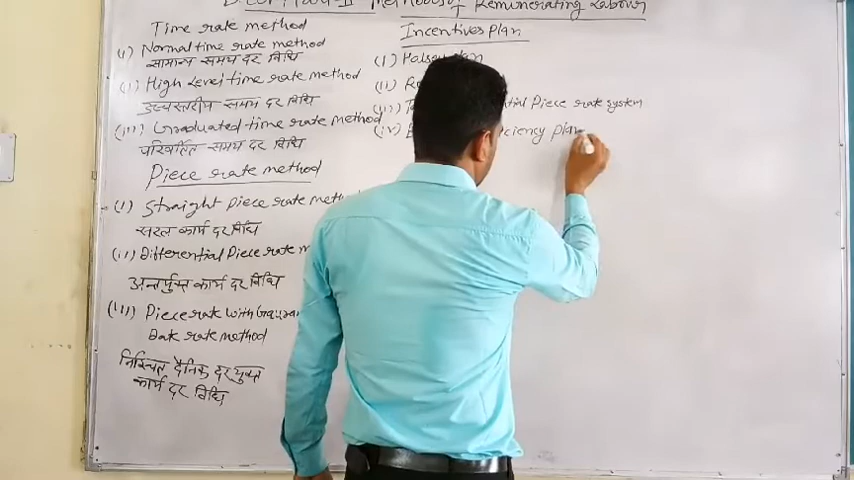 Methods of Remunerating Labour
Time rate method
(i) Normal time rate method
सामान्य समय दर विधि
(ii) High Level time rate method
उच्चस्तरीय समय दर विधि
(iii) Graduated time rate method
परिवर्तित समय दर विधि
Piece rate method
(i) Straight piece rate
सरल कार्य दर विधि
(ii) Differential Piece rate
अन्तर्युक्त कार्य दर विधि
(iii) Piece rate with
rate method
निश्चित दैनिक दर युक्त
कार्य दर विधि
Incentives Plan
(i) Halsey
(ii)
(iii) Piece rate system
(iv) Plan